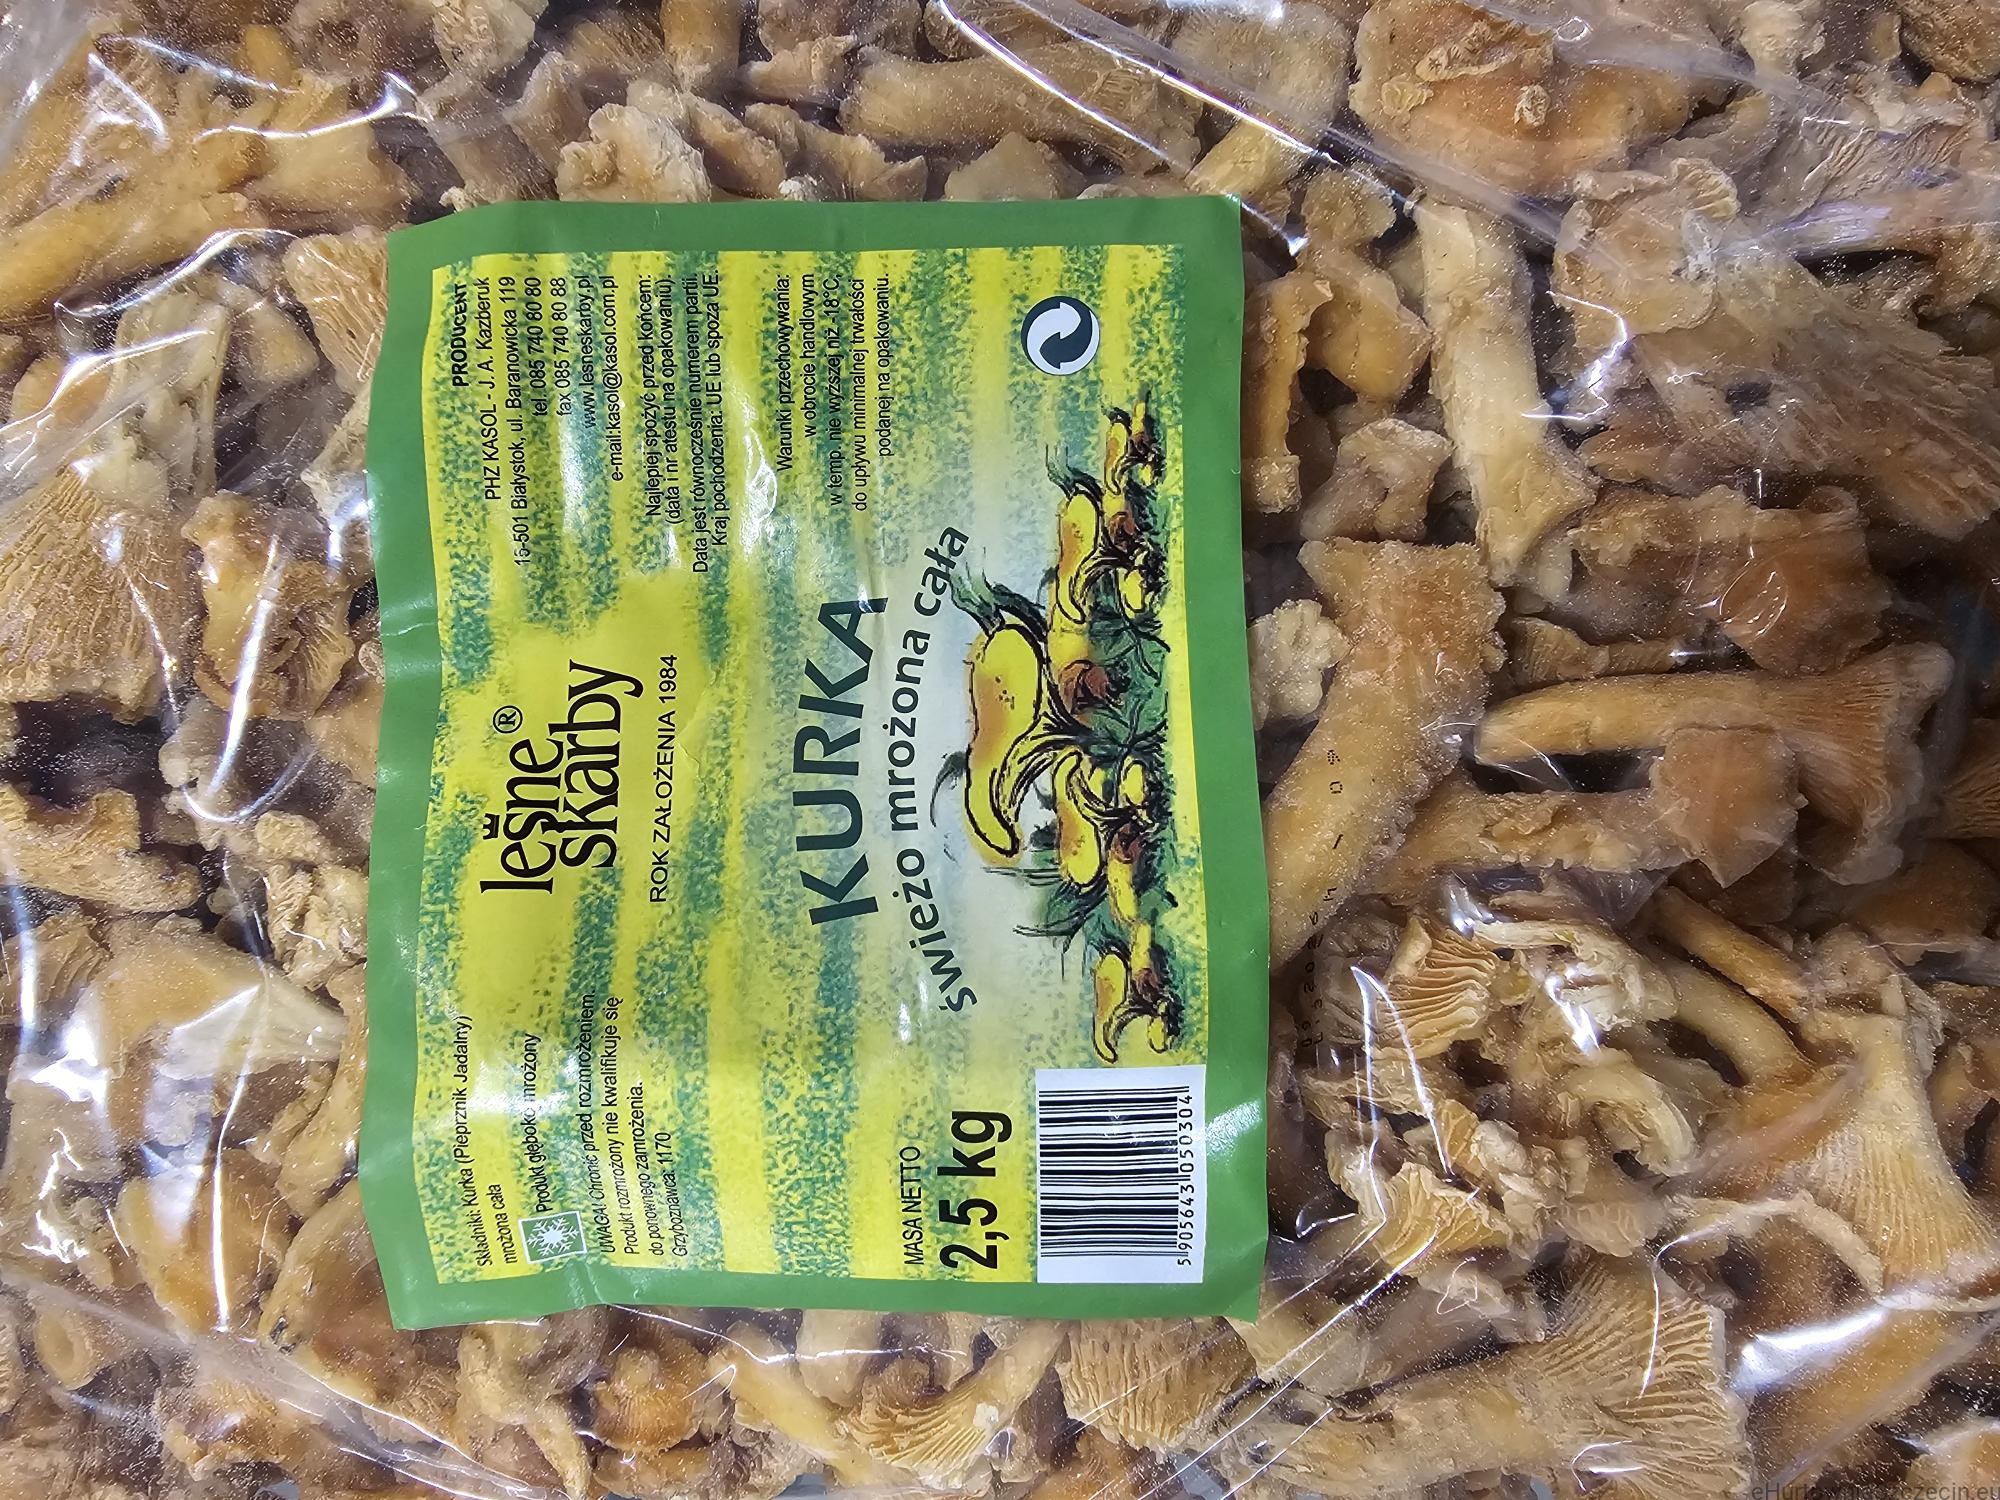 Składniki: Kurka (Pieprznik Jadalny)
mrożona cała
Produkt głęboko mrożony
UWAGA! Chronić przed rozmrożeniem.
Produkt rozmrożony nie kwalifikuje się
do ponownego zamrożenia.
Grzyboznawca: 1170
leśne®
skarby
ROK ZAŁOŻENIA 1984
PRODUCENT
PHZ KASOL - J. A. Kazberuk
15-501 Białystok, ul. Baranowicka 119
tel. 085 740 80 60
fax 085 740 80 88
www.lesneskarby.pl
e-mail:kasol@kasol.com.pl
Najlepiej spożyć przed końcem:
(data i nr atestu na opakowaniu).
Data jest równocześnie numerem partii.
Kraj pochodzenia: UE lub spoza UE.
Warunki przechowywania:
w obrocie handlowym
w temp. nie wyższej niż -18°C,
do upływu minimalnej trwałości
podanej na opakowaniu.
KURKA
świeżo mrożona cała
MASA NETTO
2,5 kg
5905643050304